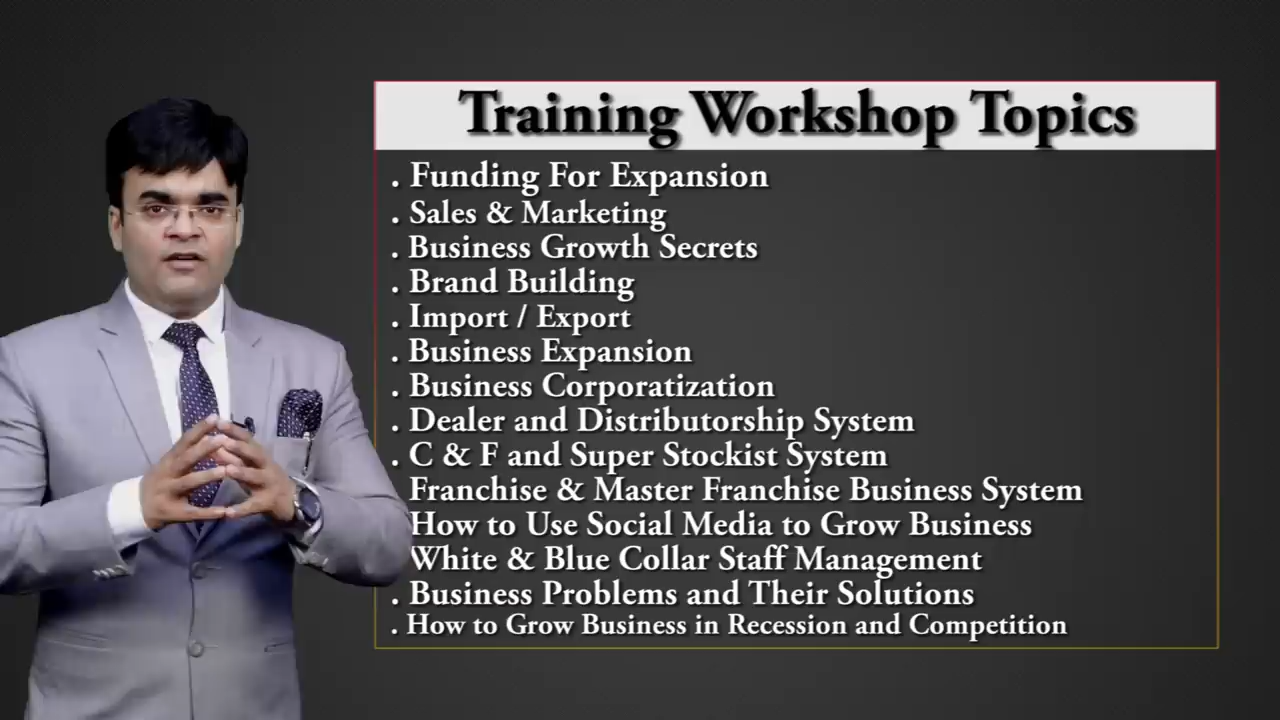 Training Workshop Topics
. Funding For Expansion
. Sales & Marketing
. Business Growth Secrets
. Brand Building
. Import / Export
. Business Expansion
. Business Corporatization
. Dealer and Distributorship System
. C & F and Super Stockist System
Franchise & Master Franchise Business System
How to Use Social Media to Grow Business
White & Blue Collar Staff Management
. Business Problems and Their Solutions
. How to Grow Business in Recession and Competition